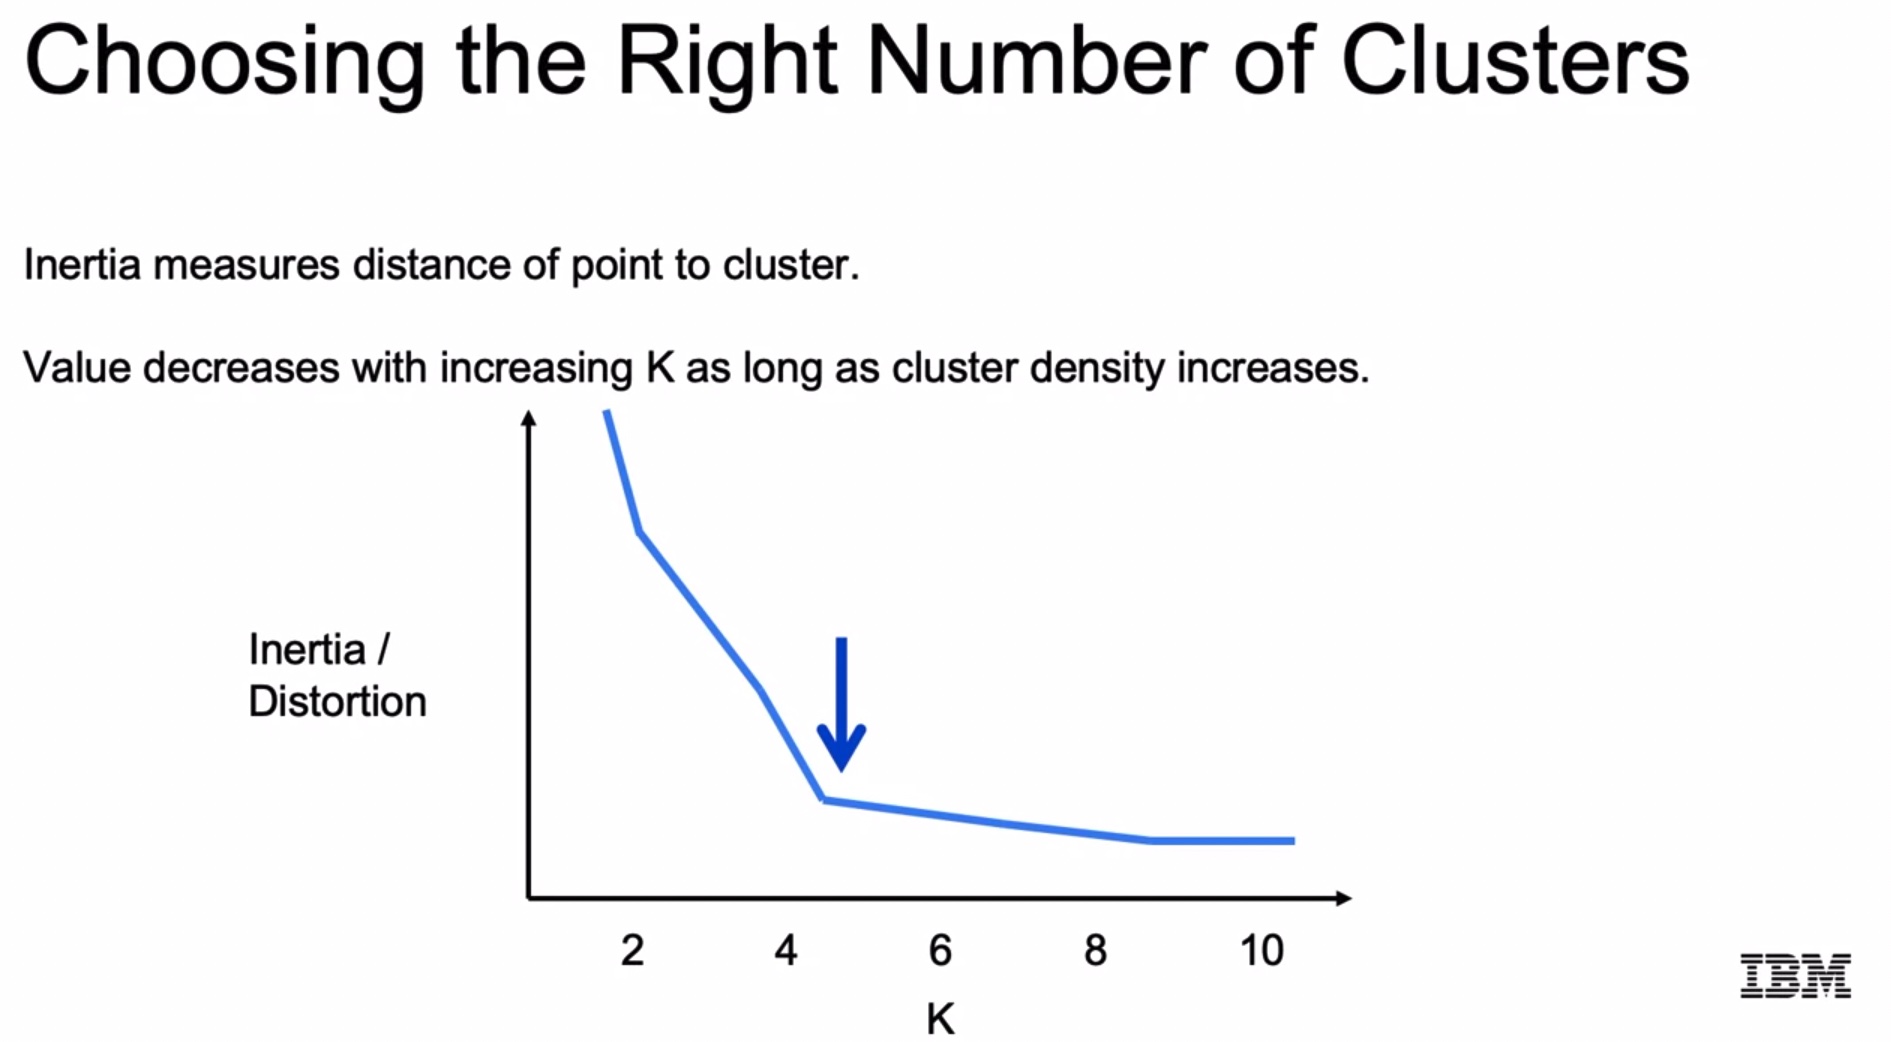 Choosing the Right Number of Clusters
Inertia measures distance of point to cluster.
Value decreases with increasing K as long as cluster density increases.
Inertia /
Distortion
2 4 6 8 10
K
IBM